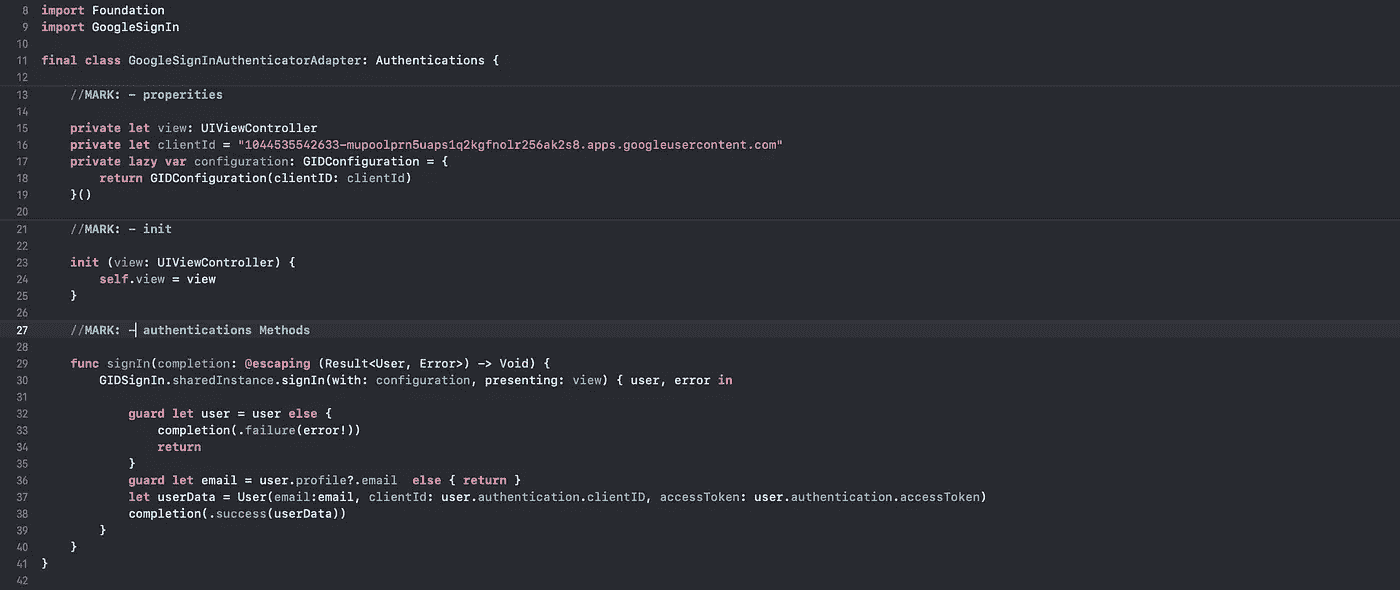 8 import Foundation
9 import GoogleSignIn
10
11 final class GoogleSignInAuthenticatorAdapter: Authentications {
12
13 //MARK: - properities
14
15 private let view: UIViewController
16 private let clientId = "1044535542633-mupoolprn5uaps1q2kgfnolr256ak2s8.apps.googleusercontent.com"
17 private lazy var configuration: GIDConfiguration = {
18 return GIDConfiguration(clientID: clientId)
19 }()
20
21 //MARK: - init
22
23 init (view: UIViewController) {
24 self.view = view
25 }
26
27 //MARK: - authentications Methods
28
29 func signIn(completion: @escaping (Result<User, Error>) -> Void) {
30 GIDSignIn.sharedInstance.signIn(with: configuration, presenting: view) { user, error in
31
32 guard let user = user else {
33 completion(.failure(error!))
34 return
35 }
36 guard let email = user.profile?.email  else { return }
37 let userData = User(email:email, clientId: user.authentication.clientID, accessToken: user.authentication.accessToken)
38 completion(.success(userData))
39 }
40 }
41 }
42